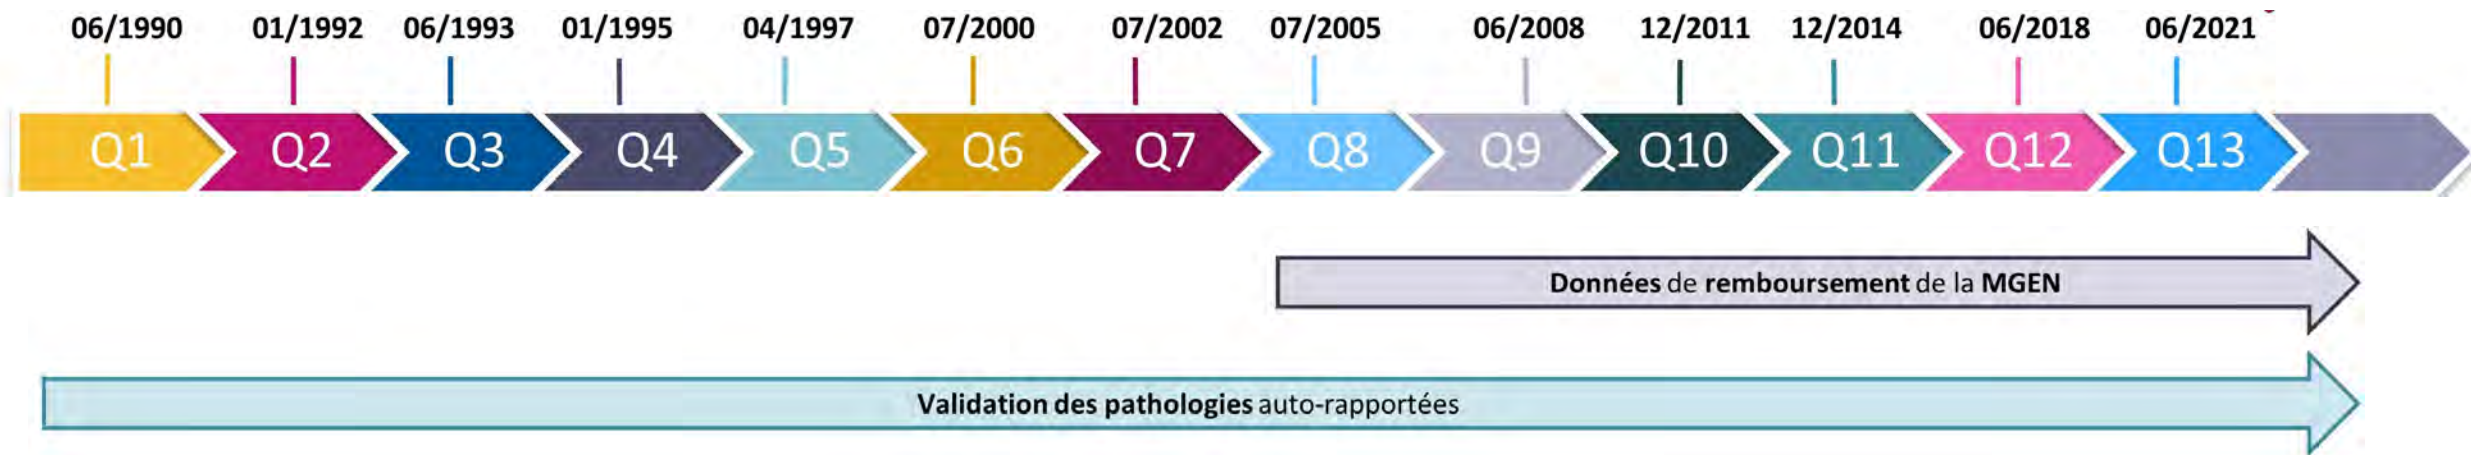 06/1990 01/1992 06/1993 01/1995 04/1997 07/2000 07/2002 07/2005 06/2008 12/2011 12/2014 06/2018 06/2021
Q1 Q2 Q3 Q4 Q5 Q6 Q7 Q8 Q9 Q10 Q11 Q12 Q13
Données de remboursement de la MGEN
Validation des pathologies auto-rapportées